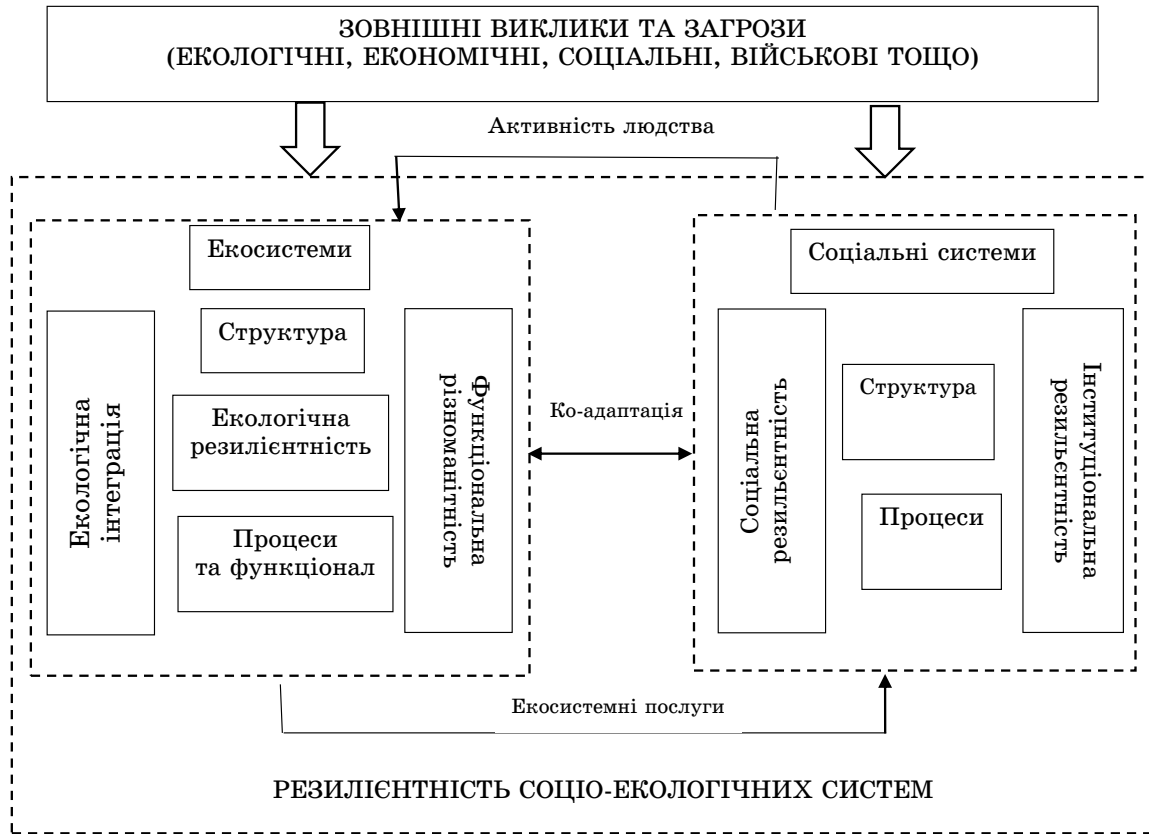 ЗОВНІШНІ ВИКЛИКИ ТА ЗАГРОЗИ
(ЕКОЛОГІЧНІ, ЕКОНОМІЧНІ, СОЦІАЛЬНІ, ВІЙСЬКОВІ ТОЩО)
Активність людства
Екосистеми
Структура
Екологічна
резилієнтність
Процеси
та функціонал
Екологічна
інтеграція
Функціональна
різноманітність
Ко-адаптація
Соціальні системи
Соціальна
резильєнтність
Структура
Процеси
Інституціональна
резильєнтність
Екосистемні послуги
РЕЗИЛІЄНТНІСТЬ СОЦІО-ЕКОЛОГІЧНИХ СИСТЕМ